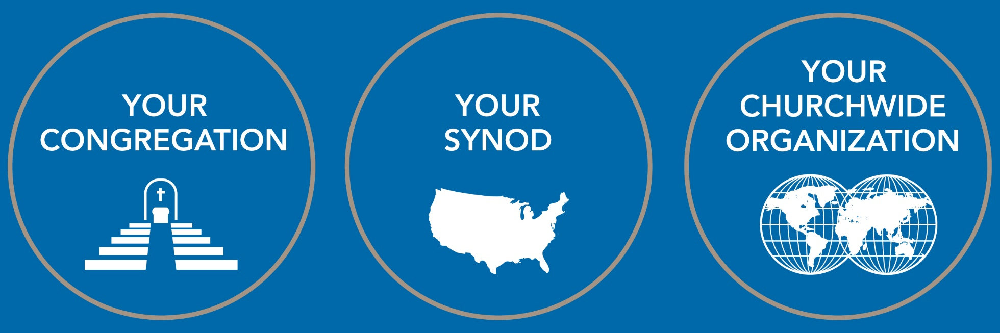 YOUR
CONGREGATION
YOUR
SYNOD
YOUR
CHURCHWIDE
ORGANIZATION